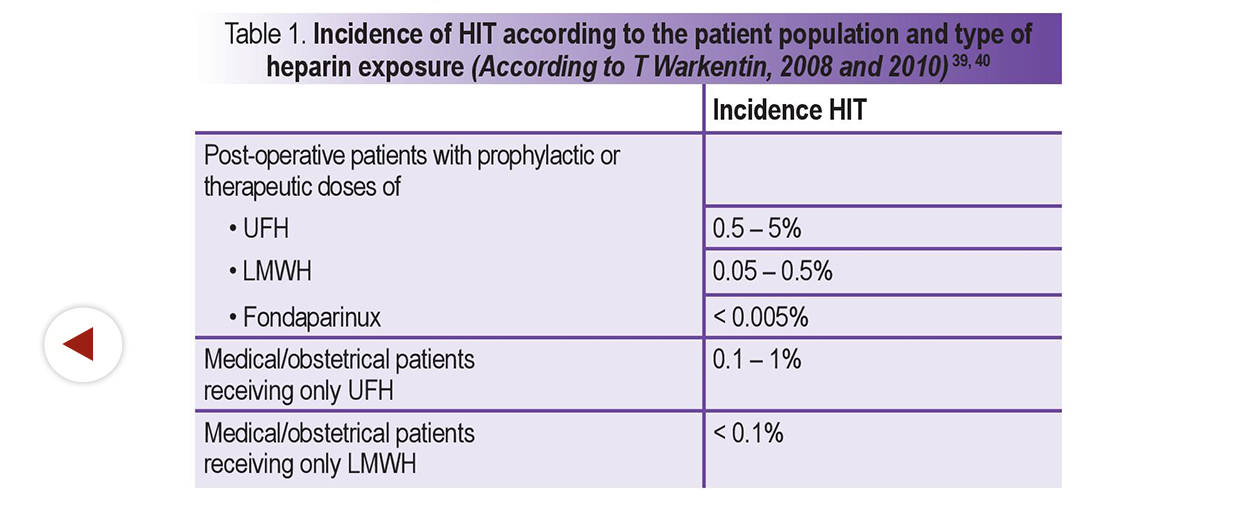 Table 1. Incidence of HIT according to the patient population and type of
heparin exposure (According to T Warkentin, 2008 and 2010) 39, 40
Incidence HIT
Post-operative patients with prophylactic or
therapeutic doses of
• UFH
0.5 – 5%
• LMWH
0.05 – 0.5%
• Fondaparinux
< 0.005%
Medical/obstetrical patients
receiving only UFH
0.1 – 1%
Medical/obstetrical patients
receiving only LMWH
< 0.1%